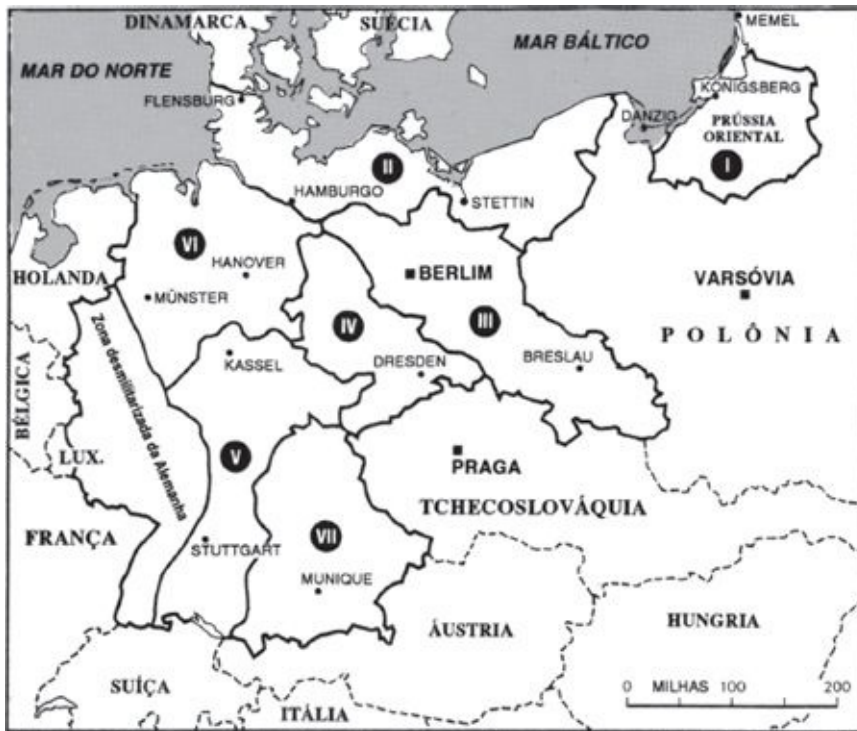 DINAMARCA
SUÉCIA
MEMEL
MAR BÁLTICO
MAR DO NORTE
KÖNIGSBERG
FLENSBURG
DANZIG
PRÚSSIA
ORIENTAL
I
II
HAMBURGO
STETTIN
VI
HANOVER
HOLANDA
BERLIM
VARSÓVIA
MÜNSTER
IV
III
POLÔNIA
Zona desmilitarizada da Alemanha
KASSEL
DRESDEN
BRESLAU
BÉLGICA
LUX.
V
PRAGA
TCHECOSLOVÁQUIA
FRANÇA
STUTTGART
VII
MUNIQUE
ÁUSTRIA
HUNGRIA
SUÍÇA
ITÁLIA
0 MILHAS 100 200